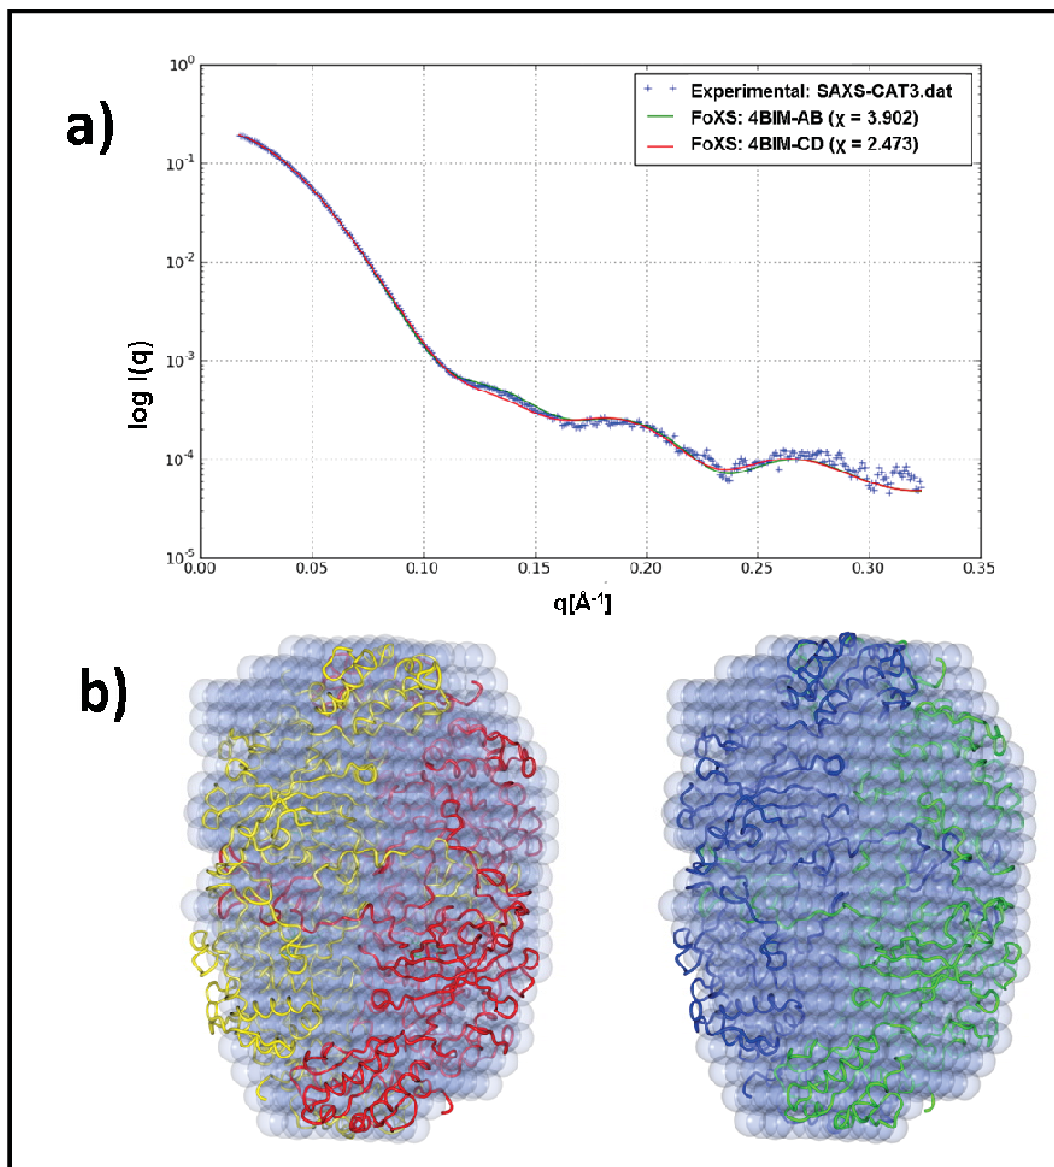 a)
10^0
10^-1
10^-2
10^-3
10^-4
10^-5
log I(q)
Experimental: SAXS-CAT3.dat
FoXS: 4BIM-AB (χ = 3.902)
FoXS: 4BIM-CD (χ = 2.473)
0.00 0.05 0.10 0.15 0.20 0.25 0.30 0.35
q[Å⁻¹]
b)